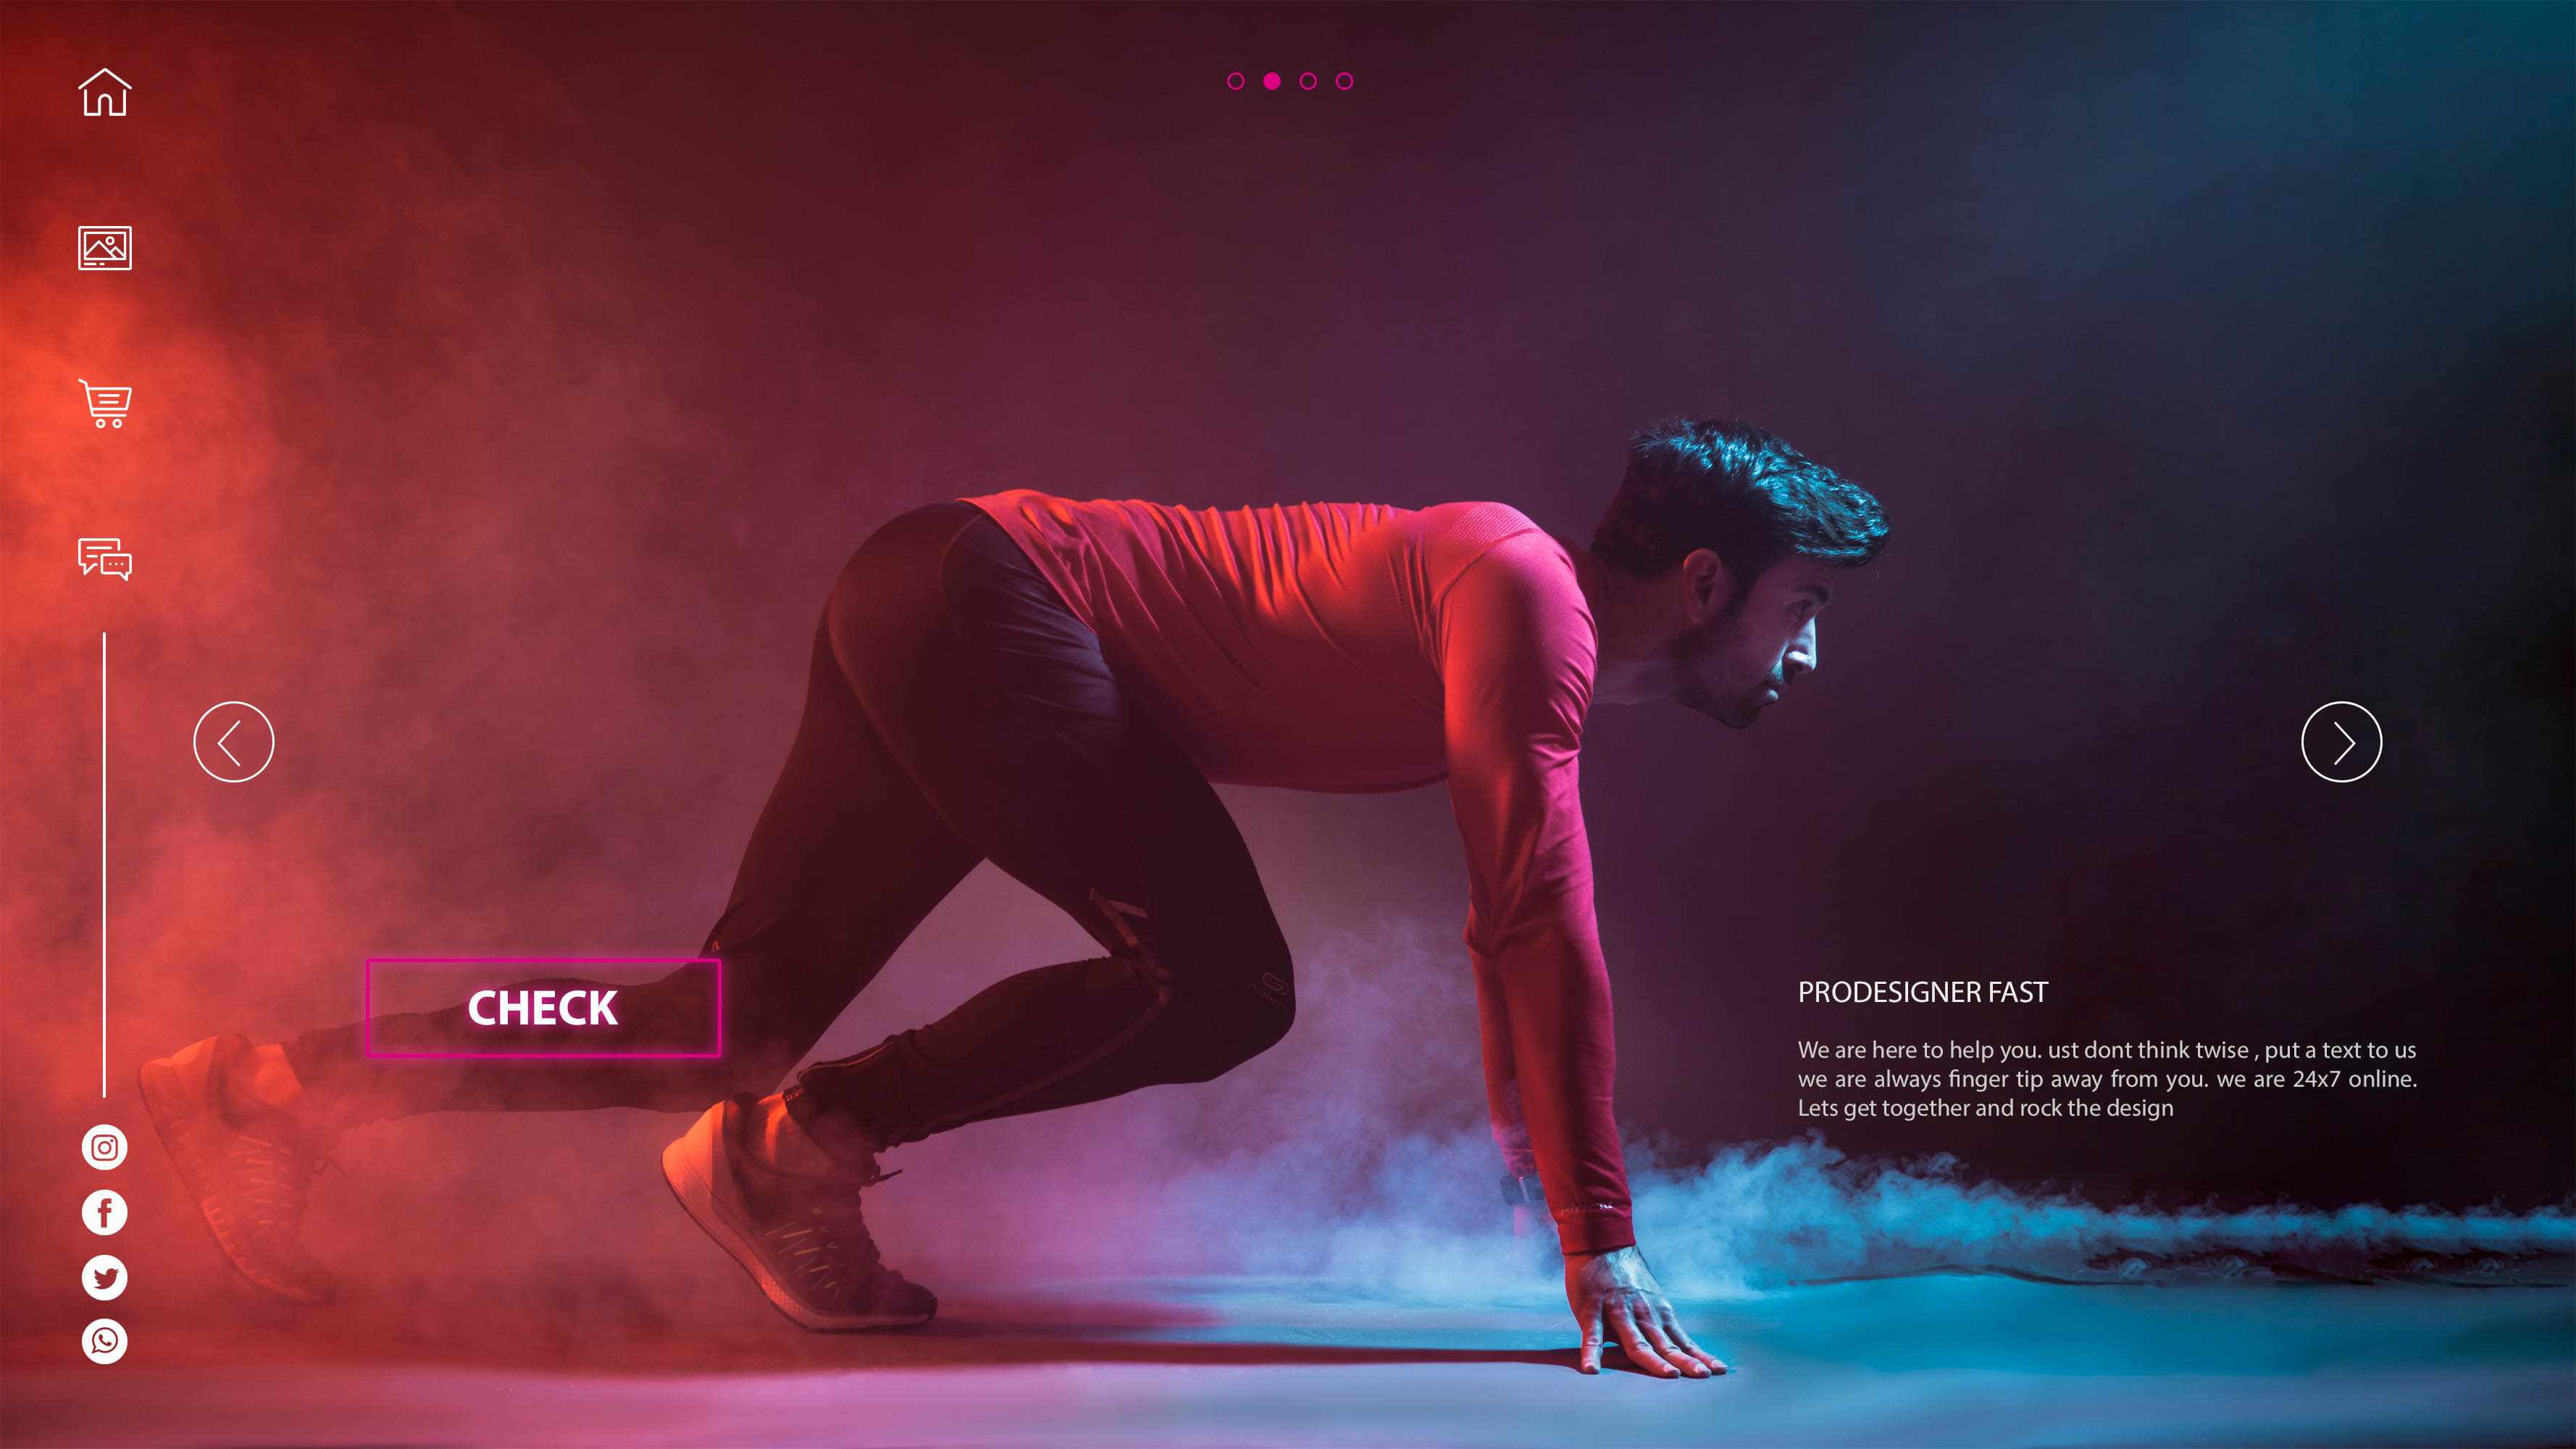 CHECK
PRODESIGNER FAST
We are here to help you. ust dont think twise , put a text to us
we are always finger tip away from you. we are 24x7 online.
Lets get together and rock the design